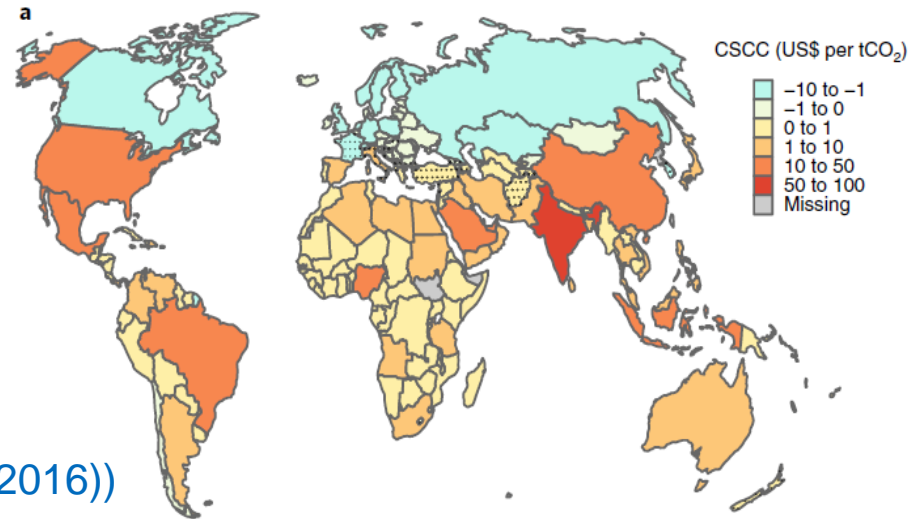 a
CSCC (US$ per tCO₂)
−10 to −1
−1 to 0
0 to 1
1 to 10
10 to 50
50 to 100
Missing
2016))